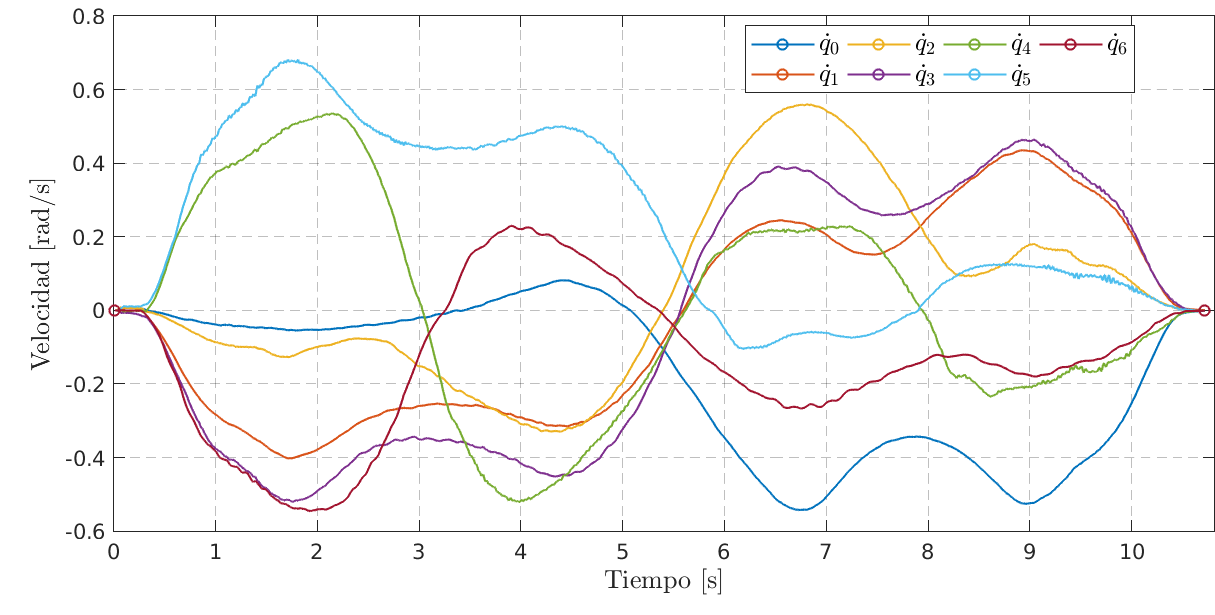 0.8
0.6
0.4
0.2
0
-0.2
-0.4
-0.6
Velocidad [rad/s]
q̇₀ q̇₂ q̇₄ q̇₆
q̇₁ q̇₃ q̇₅
0 1 2 3 4 5 6 7 8 9 10
Tiempo [s]